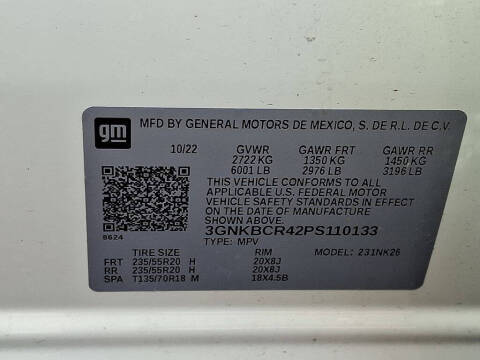 gm
MFD BY GENERAL MOTORS DE MEXICO, S. DE R.L. DE C.V.
10/22 GVWR GAWR FRT GAWR RR
2722 KG 1350 KG 1450 KG
6001 LB 2976 LB 3196 LB
THIS VEHICLE CONFORMS TO ALL
APPLICABLE U.S. FEDERAL MOTOR
VEHICLE SAFETY STANDARDS IN EFFECT
ON THE DATE OF MANUFACTURE
SHOWN ABOVE.
8624
3GNKBCR42PS110133
TYPE: MPV MODEL: 231NK26
TIRE SIZE RIM
FRT 235/55R20 H 20X8J
RR 235/55R20 H 20X8J
SPA T135/70R18 M 18X4.5B